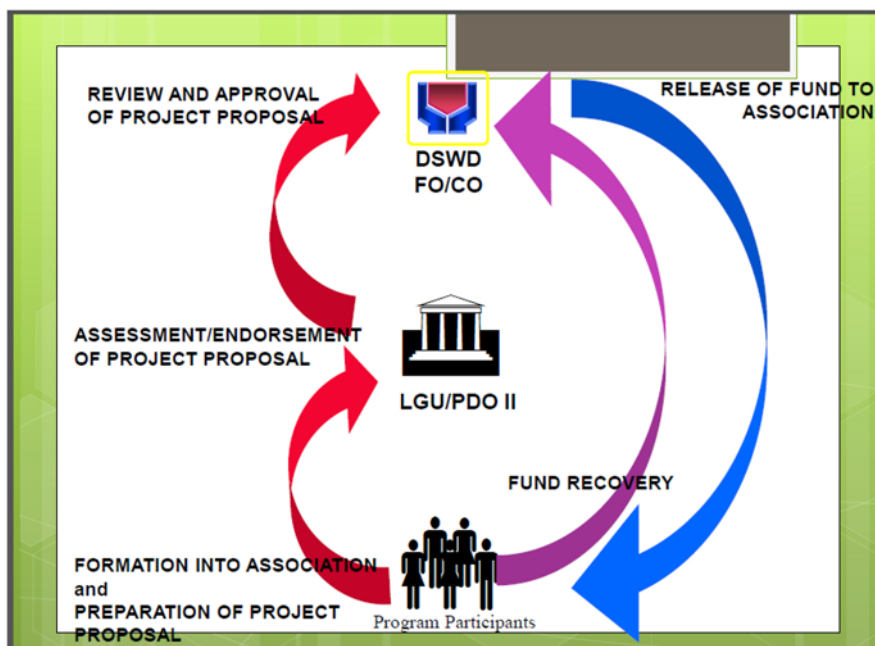 REVIEW AND APPROVAL
OF PROJECT PROPOSAL
RELEASE OF FUND TO
ASSOCIATION
DSWD
FO/CO
ASSESSMENT/ENDORSEMENT
OF PROJECT PROPOSAL
LGU/PDO II
FUND RECOVERY
FORMATION INTO ASSOCIATION
and
PREPARATION OF PROJECT
PROPOSAL
Program Participants